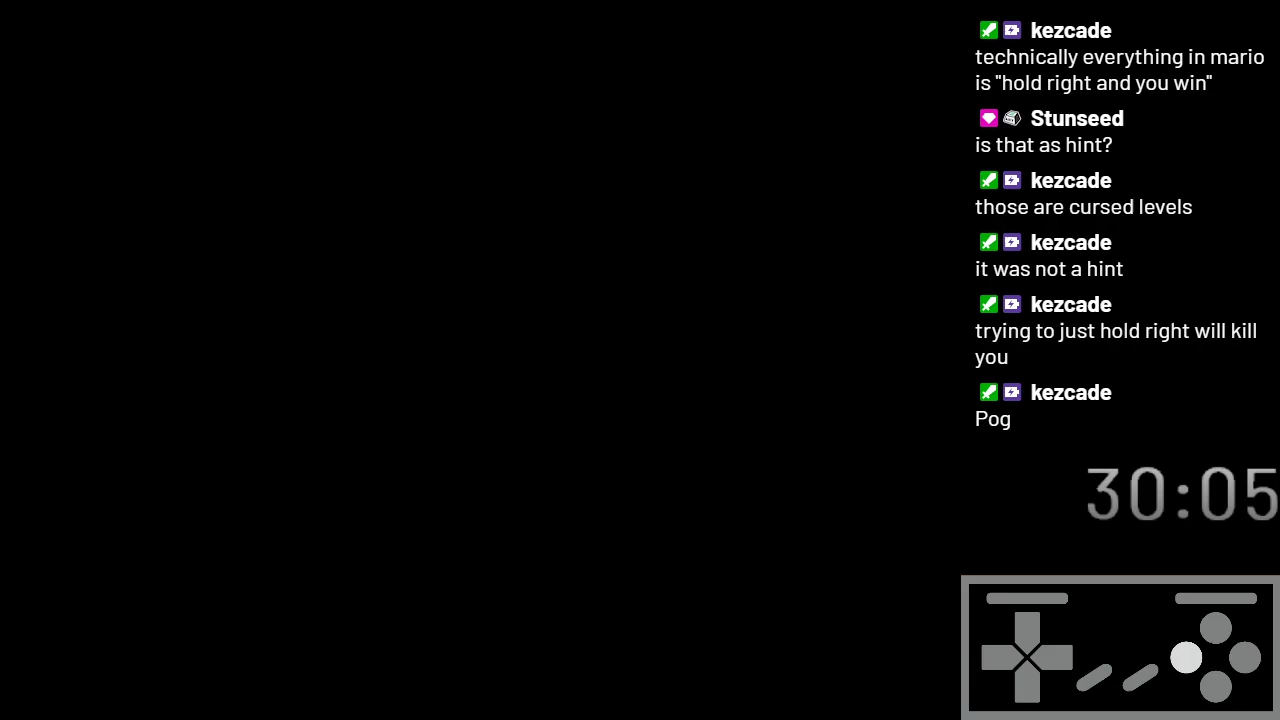 kezcade
technically everything in mario
is "hold right and you win"
Stunseed
is that as hint?
kezcade
those are cursed levels
kezcade
it was not a hint
kezcade
trying to just hold right will kill
you
kezcade
Pog
30:05